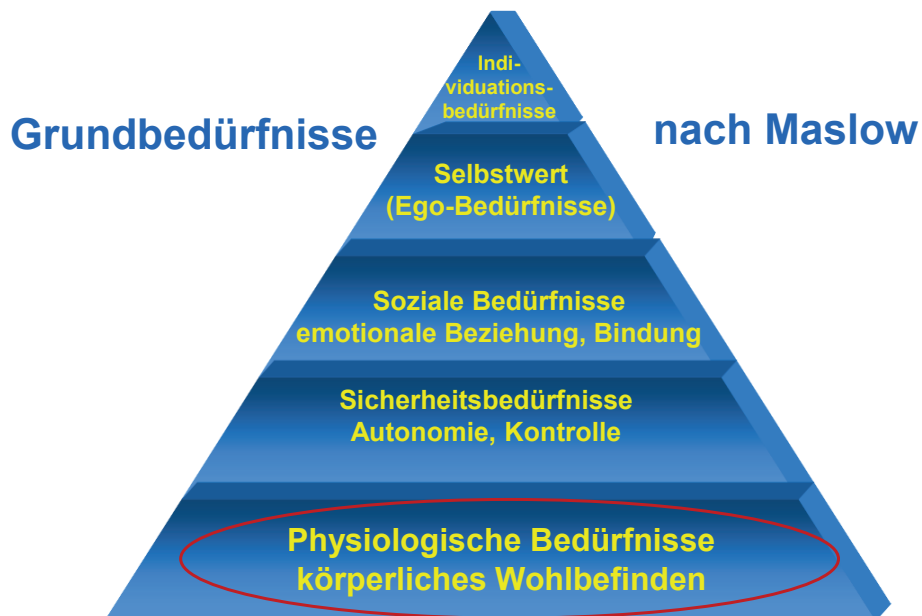 Grundbedürfnisse
nach Maslow
Indi-
viduations-
bedürfnisse
Selbstwert
(Ego-Bedürfnisse)
Soziale Bedürfnisse
emotionale Beziehung, Bindung
Sicherheitsbedürfnisse
Autonomie, Kontrolle
Physiologische Bedürfnisse
körperliches Wohlbefinden